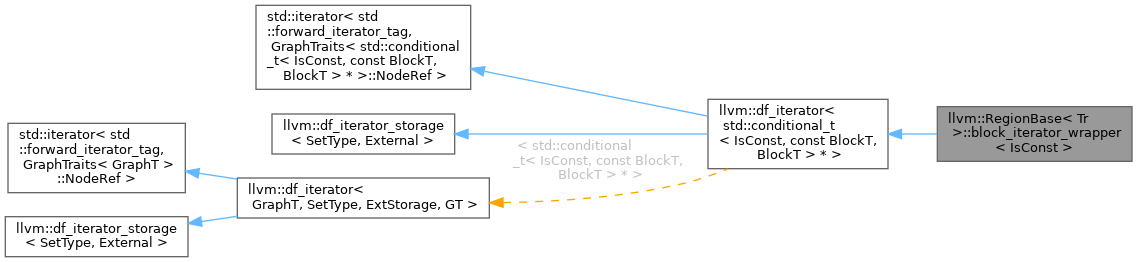 std::iterator< std
::forward_iterator_tag,
GraphTraits< std::conditional
_t< IsConst, const BlockT,
BlockT > * >::NodeRef >
llvm::df_iterator_storage
< SetType, External >
std::iterator< std
::forward_iterator_tag,
GraphTraits< GraphT >
::NodeRef >
llvm::df_iterator_storage
< SetType, External >
llvm::df_iterator<
GraphT, SetType, ExtStorage, GT >
< std::conditional
_t< IsConst, const BlockT,
BlockT > * >
llvm::df_iterator<
std::conditional_t
< IsConst, const BlockT,
BlockT > * >
llvm::RegionBase< Tr
>::block_iterator_wrapper
< IsConst >